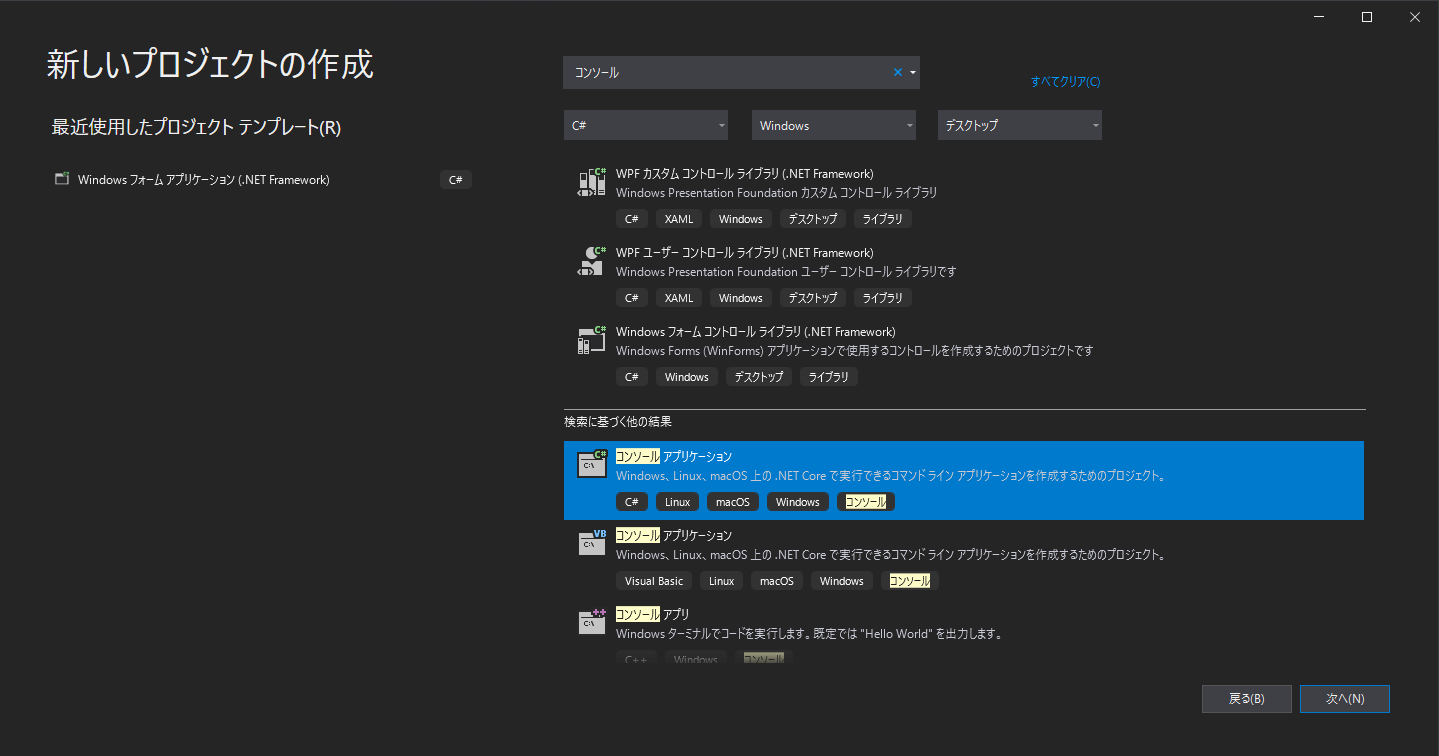 新しいプロジェクトの作成
最近使用したプロジェクト テンプレート(R)
Windows フォーム アプリケーション (.NET Framework) C#
コンソール
すべてクリア(C)
C# Windows デスクトップ
WPF カスタム コントロール ライブラリ (.NET Framework)
Windows Presentation Foundation カスタム コントロール ライブラリ
C# XAML Windows デスクトップ ライブラリ
WPF ユーザー コントロール ライブラリ (.NET Framework)
Windows Presentation Foundation ユーザー コントロール ライブラリです
C# XAML Windows デスクトップ ライブラリ
Windows フォーム コントロール ライブラリ (.NET Framework)
Windows Forms (WinForms) アプリケーションで使用するコントロールを作成するためのプロジェクトです
C# Windows デスクトップ ライブラリ
検索に基づく他の結果
コンソール アプリケーション
Windows、Linux、macOS 上の .NET Core で実行できるコマンド ライン アプリケーションを作成するためのプロジェクト。
C# Linux macOS Windows コンソール
コンソール アプリケーション
Windows、Linux、macOS 上の .NET Core で実行できるコマンド ライン アプリケーションを作成するためのプロジェクト。
Visual Basic Linux macOS Windows コンソール
コンソール アプリ
Windows ターミナルでコードを実行します。既定では "Hello World" を出力します。
C++ Windows コンソール
戻る(B) 次へ(N)